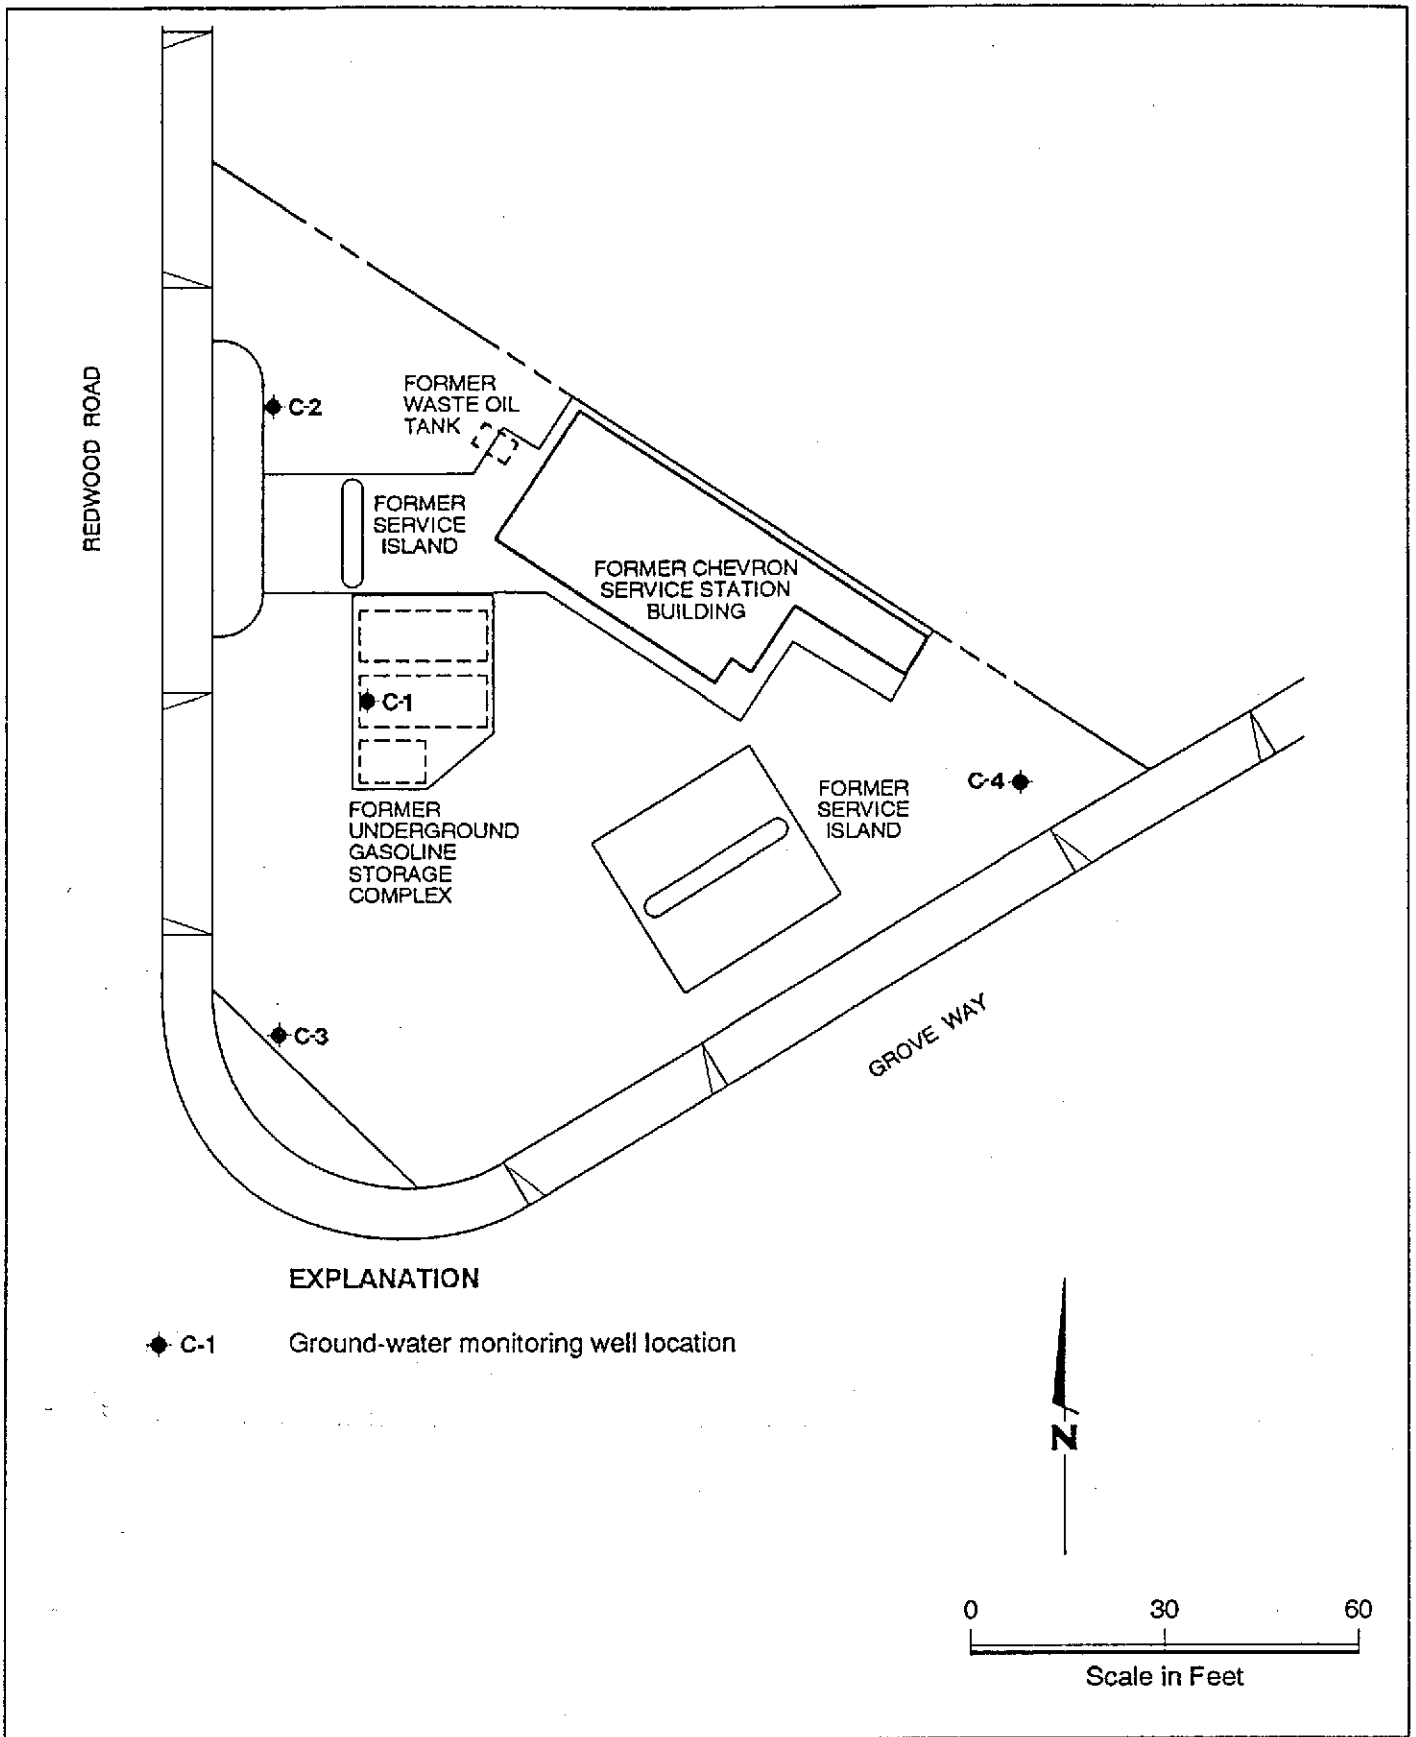 REDWOOD ROAD
C-2
FORMER
WASTE OIL
TANK
FORMER
SERVICE
ISLAND
FORMER CHEVRON
SERVICE STATION
BUILDING
C-1
C-4
FORMER
SERVICE
ISLAND
FORMER
UNDERGROUND
GASOLINE
STORAGE
COMPLEX
C-3
GROVE WAY
EXPLANATION
C-1 Ground-water monitoring well location
N
0 30 60
Scale in Feet